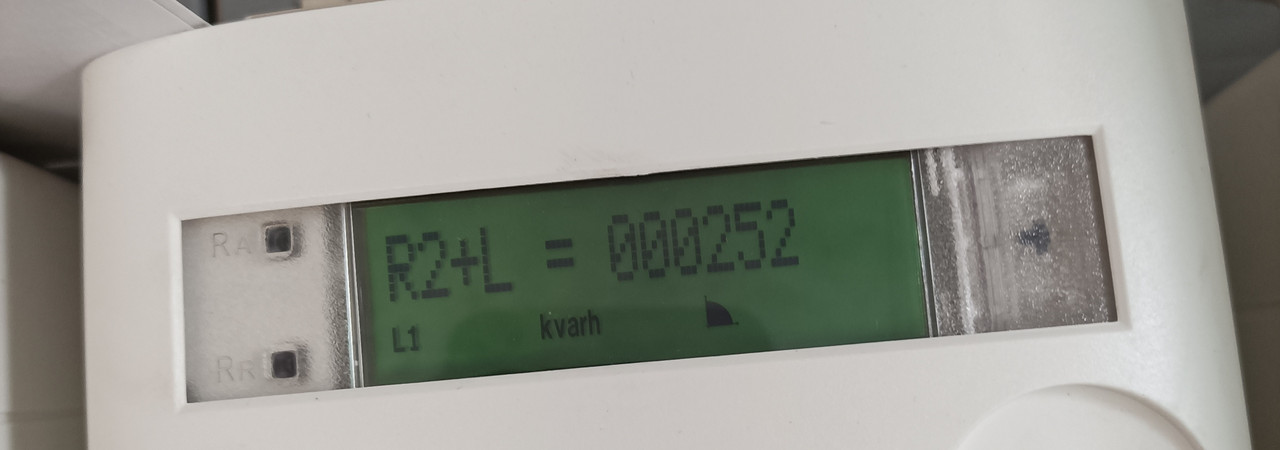 RA
R2+L = 000252
L1 kvarh
RR